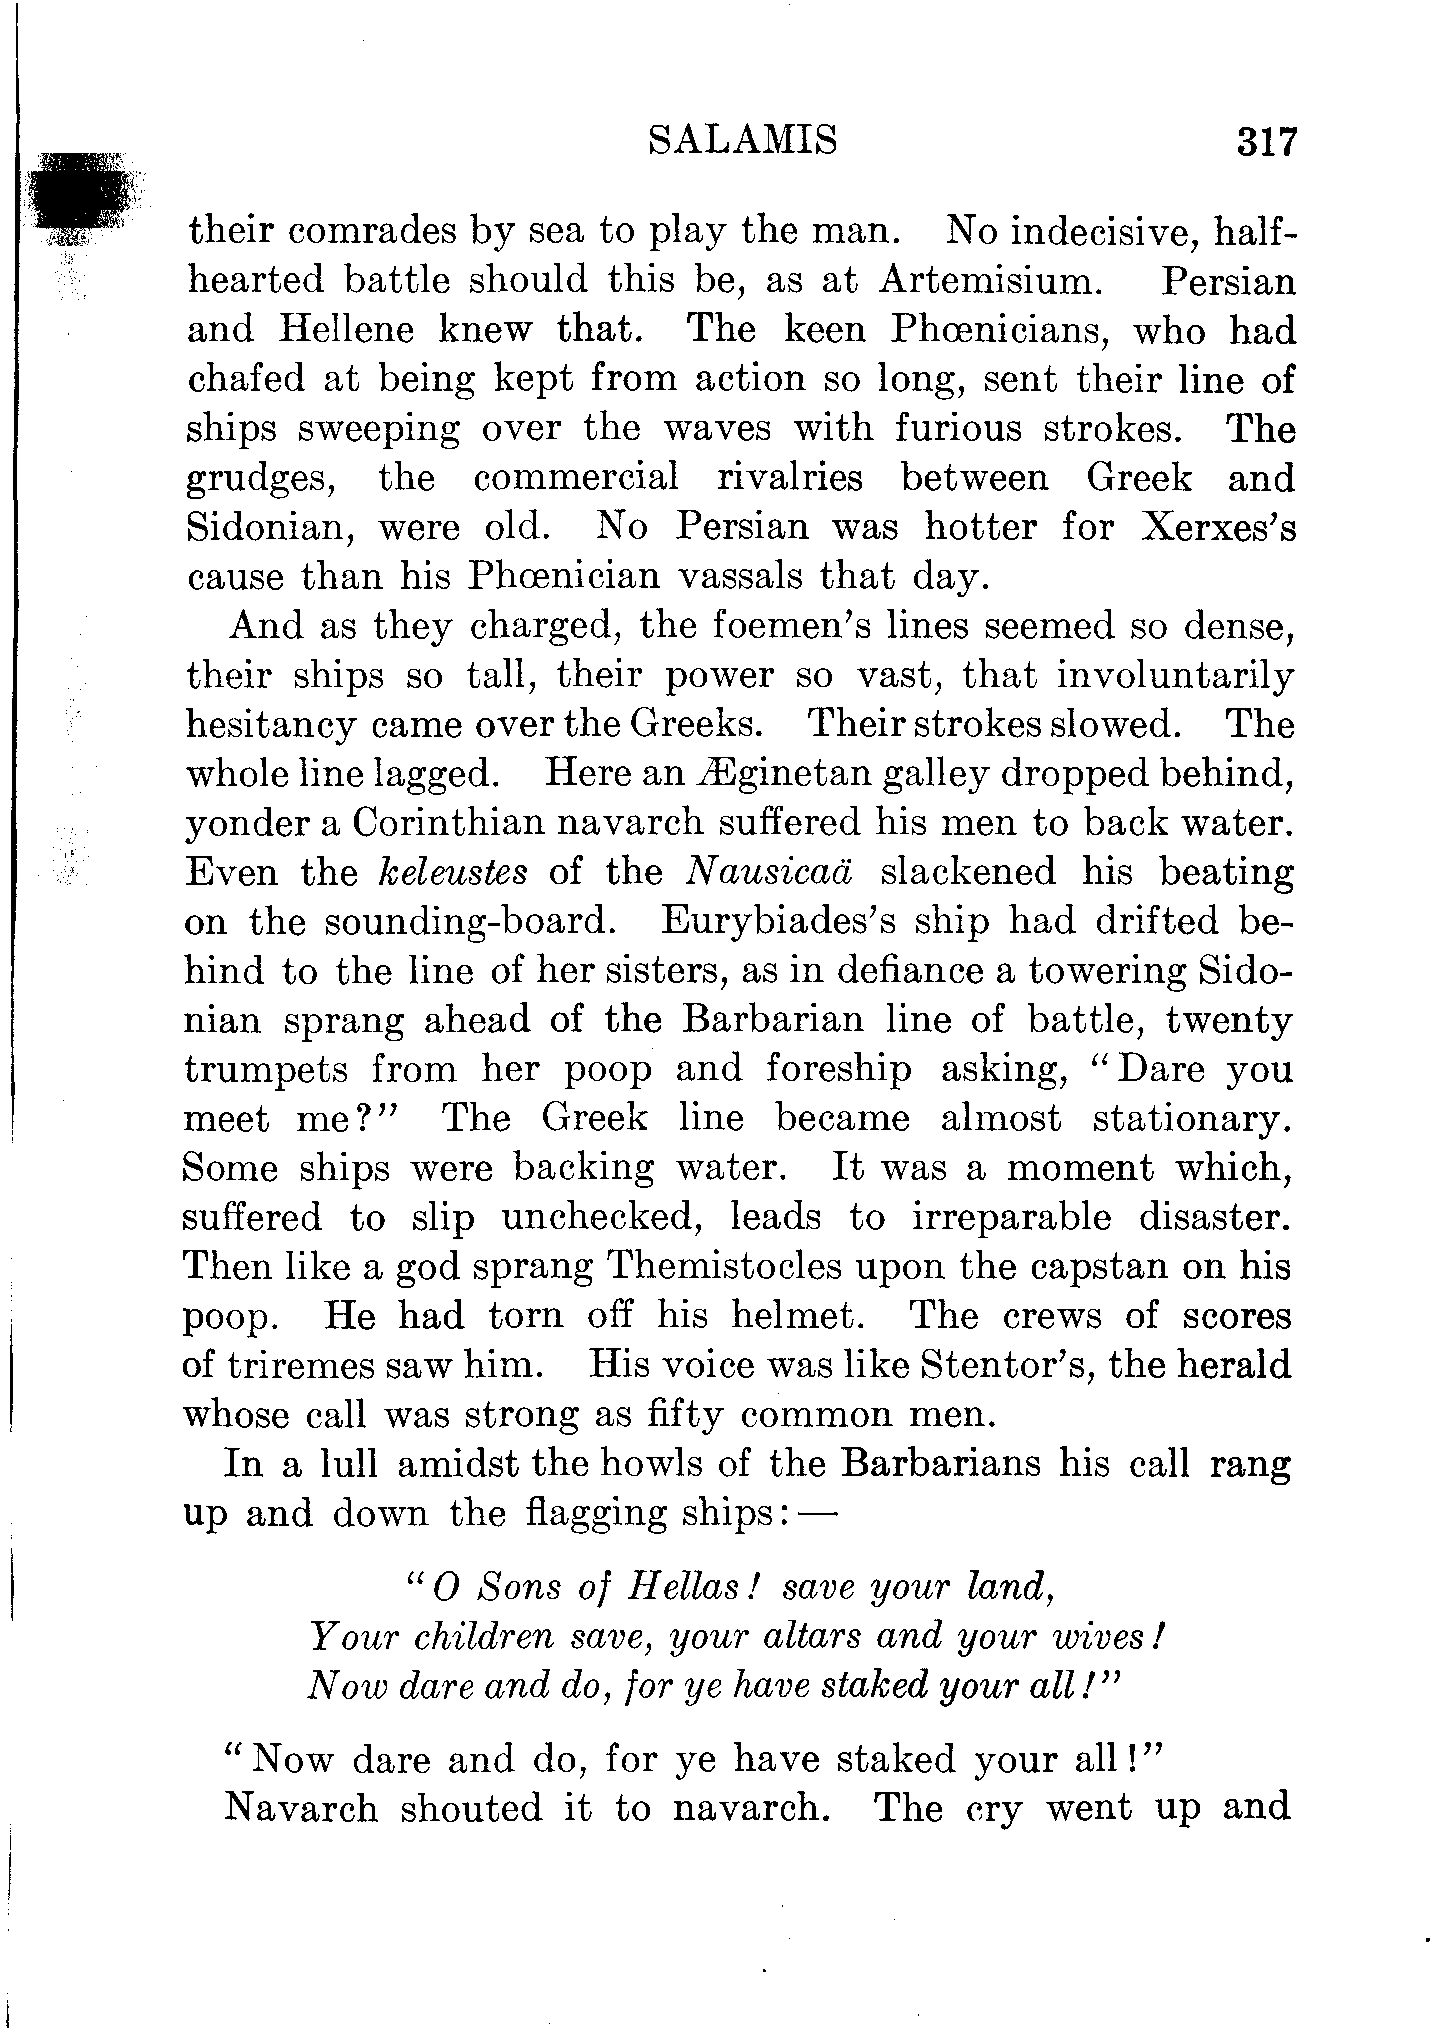 SALAMIS 317
their comrades by sea to play the man. No indecisive, half-
hearted battle should this be, as at Artemisium. Persian
and Hellene knew that. The keen Phœnicians, who had
chafed at being kept from action so long, sent their line of
ships sweeping over the waves with furious strokes. The
grudges, the commercial rivalries between Greek and
Sidonian, were old. No Persian was hotter for Xerxes's
cause than his Phœnician vassals that day.
And as they charged, the foemen's lines seemed so dense,
their ships so tall, their power so vast, that involuntarily
hesitancy came over the Greeks. Their strokes slowed. The
whole line lagged. Here an Æginetan galley dropped behind,
yonder a Corinthian navarch suffered his men to back water.
Even the keleustes of the Nausicaä slackened his beating
on the sounding-board. Eurybiades's ship had drifted be-
hind to the line of her sisters, as in defiance a towering Sido-
nian sprang ahead of the Barbarian line of battle, twenty
trumpets from her poop and foreship asking, "Dare you
meet me?" The Greek line became almost stationary.
Some ships were backing water. It was a moment which,
suffered to slip unchecked, leads to irreparable disaster.
Then like a god sprang Themistocles upon the capstan on his
poop. He had torn off his helmet. The crews of scores
of triremes saw him. His voice was like Stentor's, the herald
whose call was strong as fifty common men.
In a lull amidst the howls of the Barbarians his call rang
up and down the flagging ships: —
"O Sons of Hellas! save your land,
Your children save, your altars and your wives!
Now dare and do, for ye have staked your all!"
"Now dare and do, for ye have staked your all!"
Navarch shouted it to navarch. The cry went up and